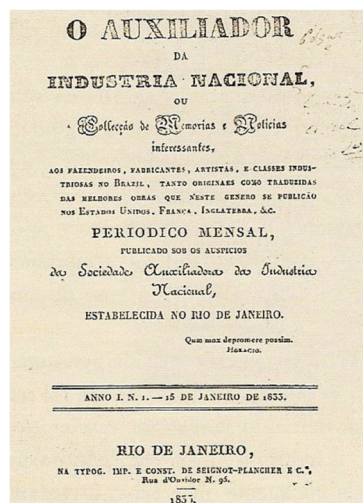 O AUXILIADOR
DA
INDUSTRIA NACIONAL,
OU
Collecção de Memorias e Noticias
interessantes,
AOS FAZENDEIROS, FABRICANTES, ARTISTAS, E CLASSES INDUS-
TRIOSAS NO BRAZIL, TANTO ORIGINAES COMO TRADUZIDAS
DAS MELHORES OBRAS QUE NESTE GENERO SE PUBLICÃO
NOS ESTADOS UNIDOS, FRANÇA, INGLATERRA, &C.
PERIODICO MENSAL,
PUBLICADO SOB OS AUSPICIOS
da Sociedade Auxiliadora da Industria
Nacional,
ESTABELECIDA NO RIO DE JANEIRO.
Quæ mox depromere possim.
HORACIO.
ANNO I. N. 1. — 15 DE JANEIRO DE 1833.
RIO DE JANEIRO,
NA TYPOG. IMP. E CONST. DE SEIGNOT-PLANCHER E C.ª,
Rua d'Ouvidor N. 95.
1833.